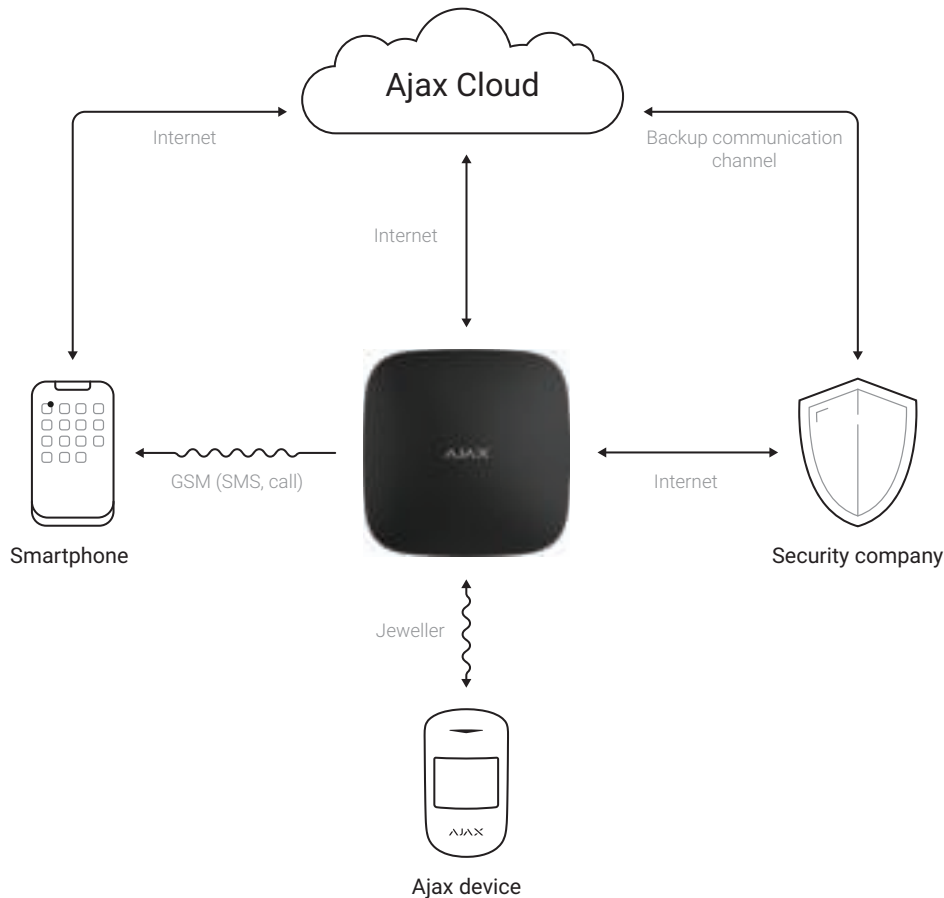 Ajax Cloud
Internet
Backup communication
channel
Internet
AJAX
GSM (SMS, call)
Internet
Smartphone
Security company
Jeweller
AJAX
Ajax device